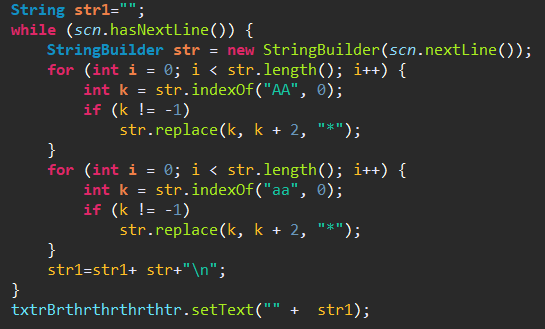 String str1="";
while (scn.hasNextLine()) {
    StringBuilder str = new StringBuilder(scn.nextLine());
    for (int i = 0; i < str.length(); i++) {
        int k = str.indexOf("AA", 0);
        if (k != -1)
            str.replace(k, k + 2, "*");
    }
    for (int i = 0; i < str.length(); i++) {
        int k = str.indexOf("aa", 0);
        if (k != -1)
            str.replace(k, k + 2, "*");
    }
    str1=str1+ str+"\n";
}
txtrBrthrthrthrthtr.setText("" +  str1);